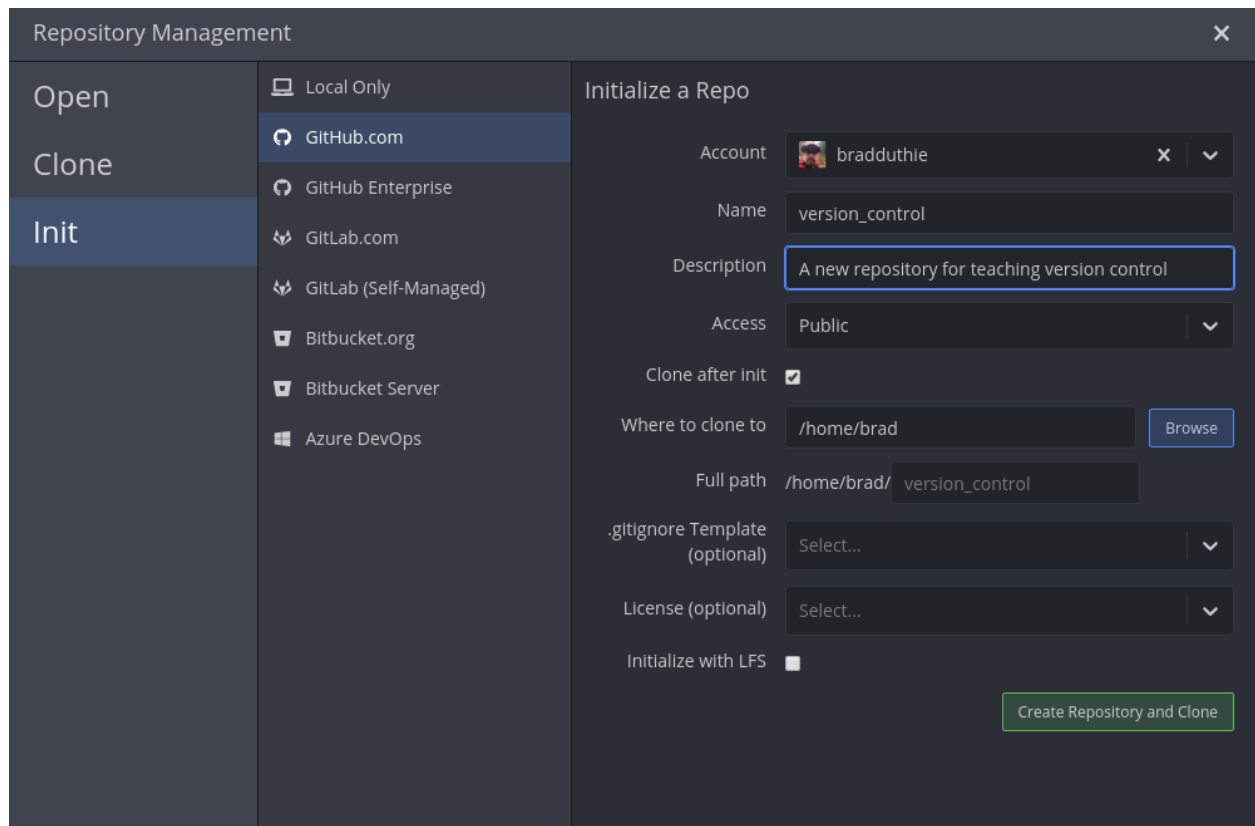 Repository Management
Open
Clone
Init
Local Only
GitHub.com
GitHub Enterprise
GitLab.com
GitLab (Self-Managed)
Bitbucket.org
Bitbucket Server
Azure DevOps
Initialize a Repo
Account bradduthie
Name version_control
Description A new repository for teaching version control
Access Public
Clone after init
Where to clone to /home/brad Browse
Full path /home/brad/ version_control
.gitignore Template
(optional) Select...
License (optional) Select...
Initialize with LFS
Create Repository and Clone